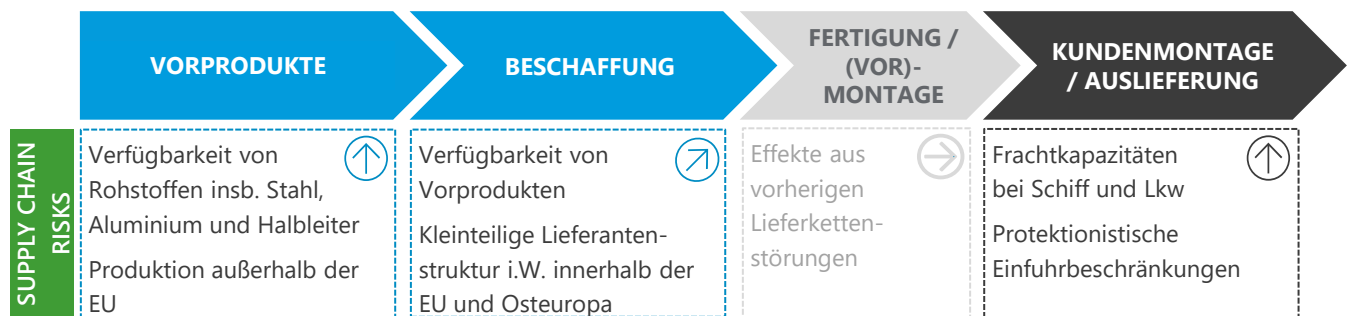 VORPRODUKTE
BESCHAFFUNG
FERTIGUNG /
(VOR)-
MONTAGE
KUNDENMONTAGE
/ AUSLIEFERUNG
SUPPLY CHAIN
RISKS
Verfügbarkeit von
Rohstoffen insb. Stahl,
Aluminium und Halbleiter
Produktion außerhalb der
EU
Verfügbarkeit von
Vorprodukten
Kleinteilige Lieferanten-
struktur i.W. innerhalb der
EU und Osteuropa
Effekte aus
vorherigen
Lieferketten-
störungen
Frachtkapazitäten
bei Schiff und Lkw
Protektionistische
Einfuhrbeschränkungen